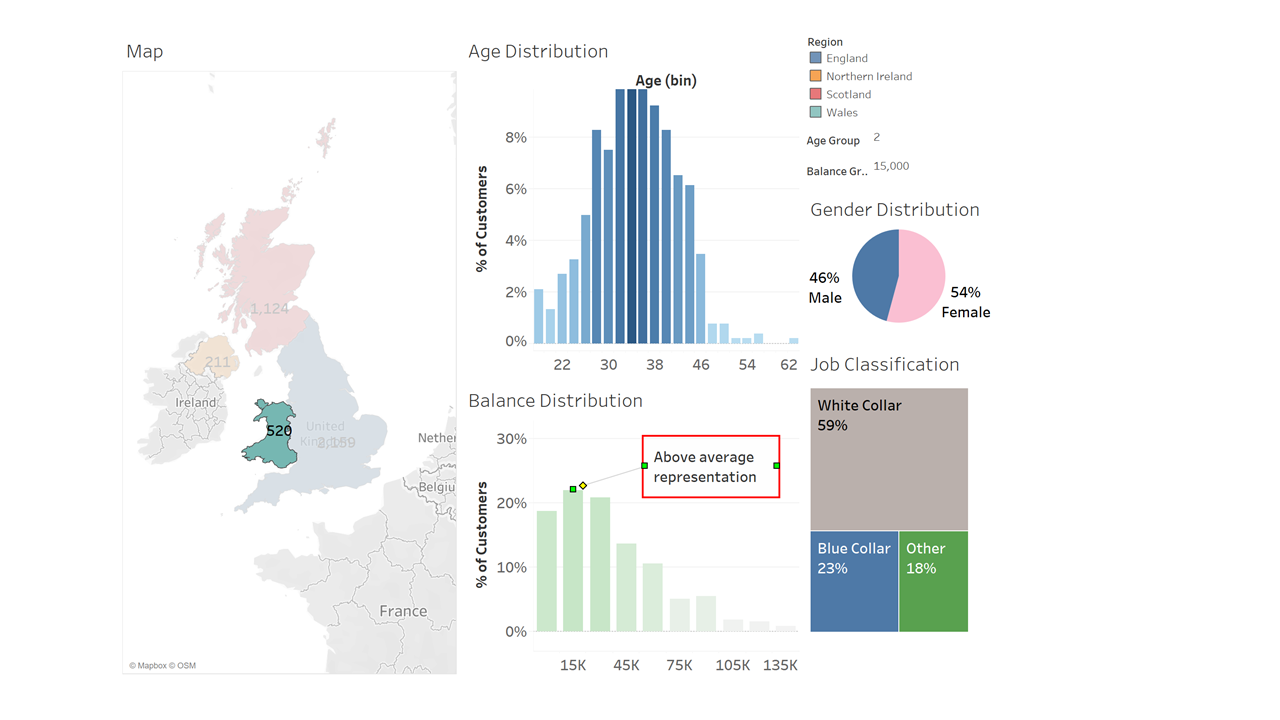 Map
1,124
211
Ireland
520
United
Nether
Belgiu
France
© Mapbox © OSM
Age Distribution
Age (bin)
% of Customers
8%
6%
4%
2%
0%
22 30 38 46 54 62
Balance Distribution
% of Customers
30%
20%
10%
0%
Above average
representation
15K 45K 75K 105K 135K
Region
England
Northern Ireland
Scotland
Wales
Age Group 2
Balance Gr.. 15,000
Gender Distribution
46%
Male
54%
Female
Job Classification
White Collar
59%
Blue Collar
23%
Other
18%